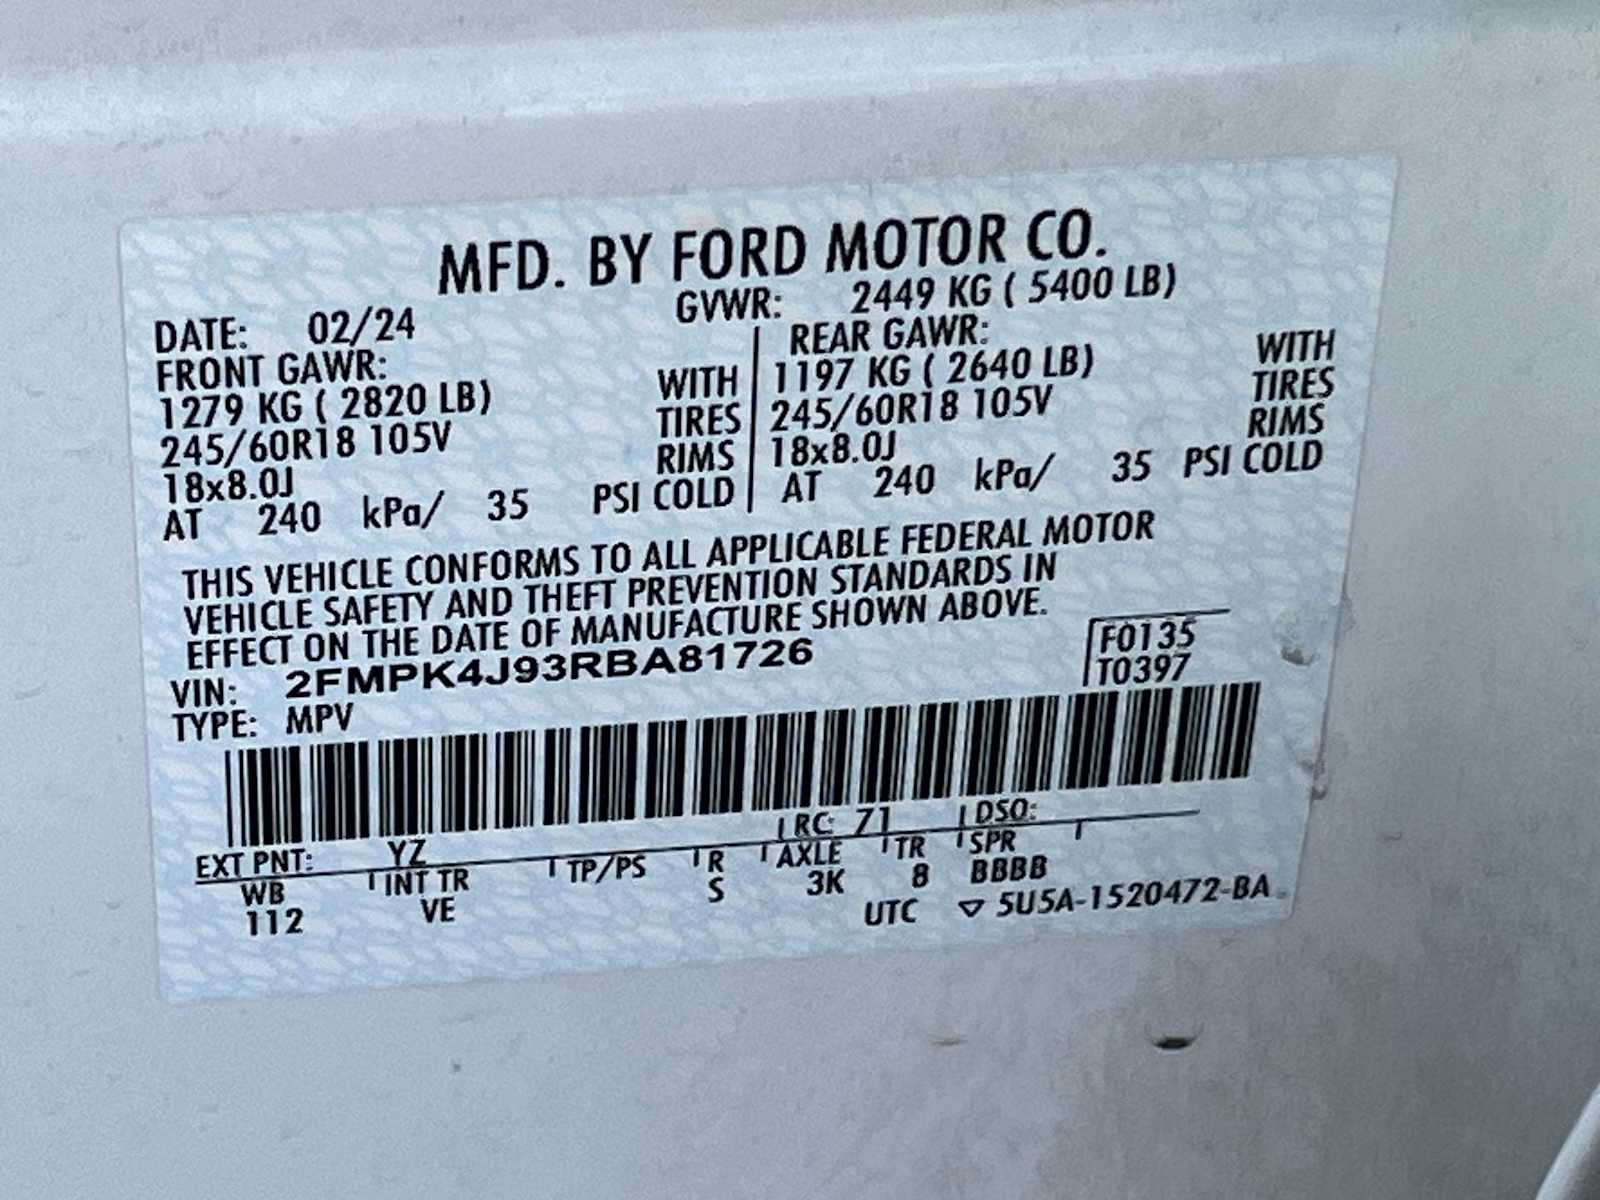 MFD. BY FORD MOTOR CO.
DATE: 02/24 GVWR: 2449 KG ( 5400 LB)
FRONT GAWR: REAR GAWR:
1279 KG ( 2820 LB) WITH 1197 KG ( 2640 LB) WITH
245/60R18 105V TIRES 245/60R18 105V TIRES
18x8.0J RIMS 18x8.0J RIMS
AT 240 kPa/ 35 PSI COLD AT 240 kPa/ 35 PSI COLD
THIS VEHICLE CONFORMS TO ALL APPLICABLE FEDERAL MOTOR
VEHICLE SAFETY AND THEFT PREVENTION STANDARDS IN
EFFECT ON THE DATE OF MANUFACTURE SHOWN ABOVE.
VIN: 2FMPK4J93RBA81726 F0135
TYPE: MPV T0397
EXT PNT: YZ RC: 71 DSO:
WB INT TR TP/PS R AXLE TR SPR
112 VE S 3K 8 BBBB
UTC ▽ 5U5A-1520472-BA